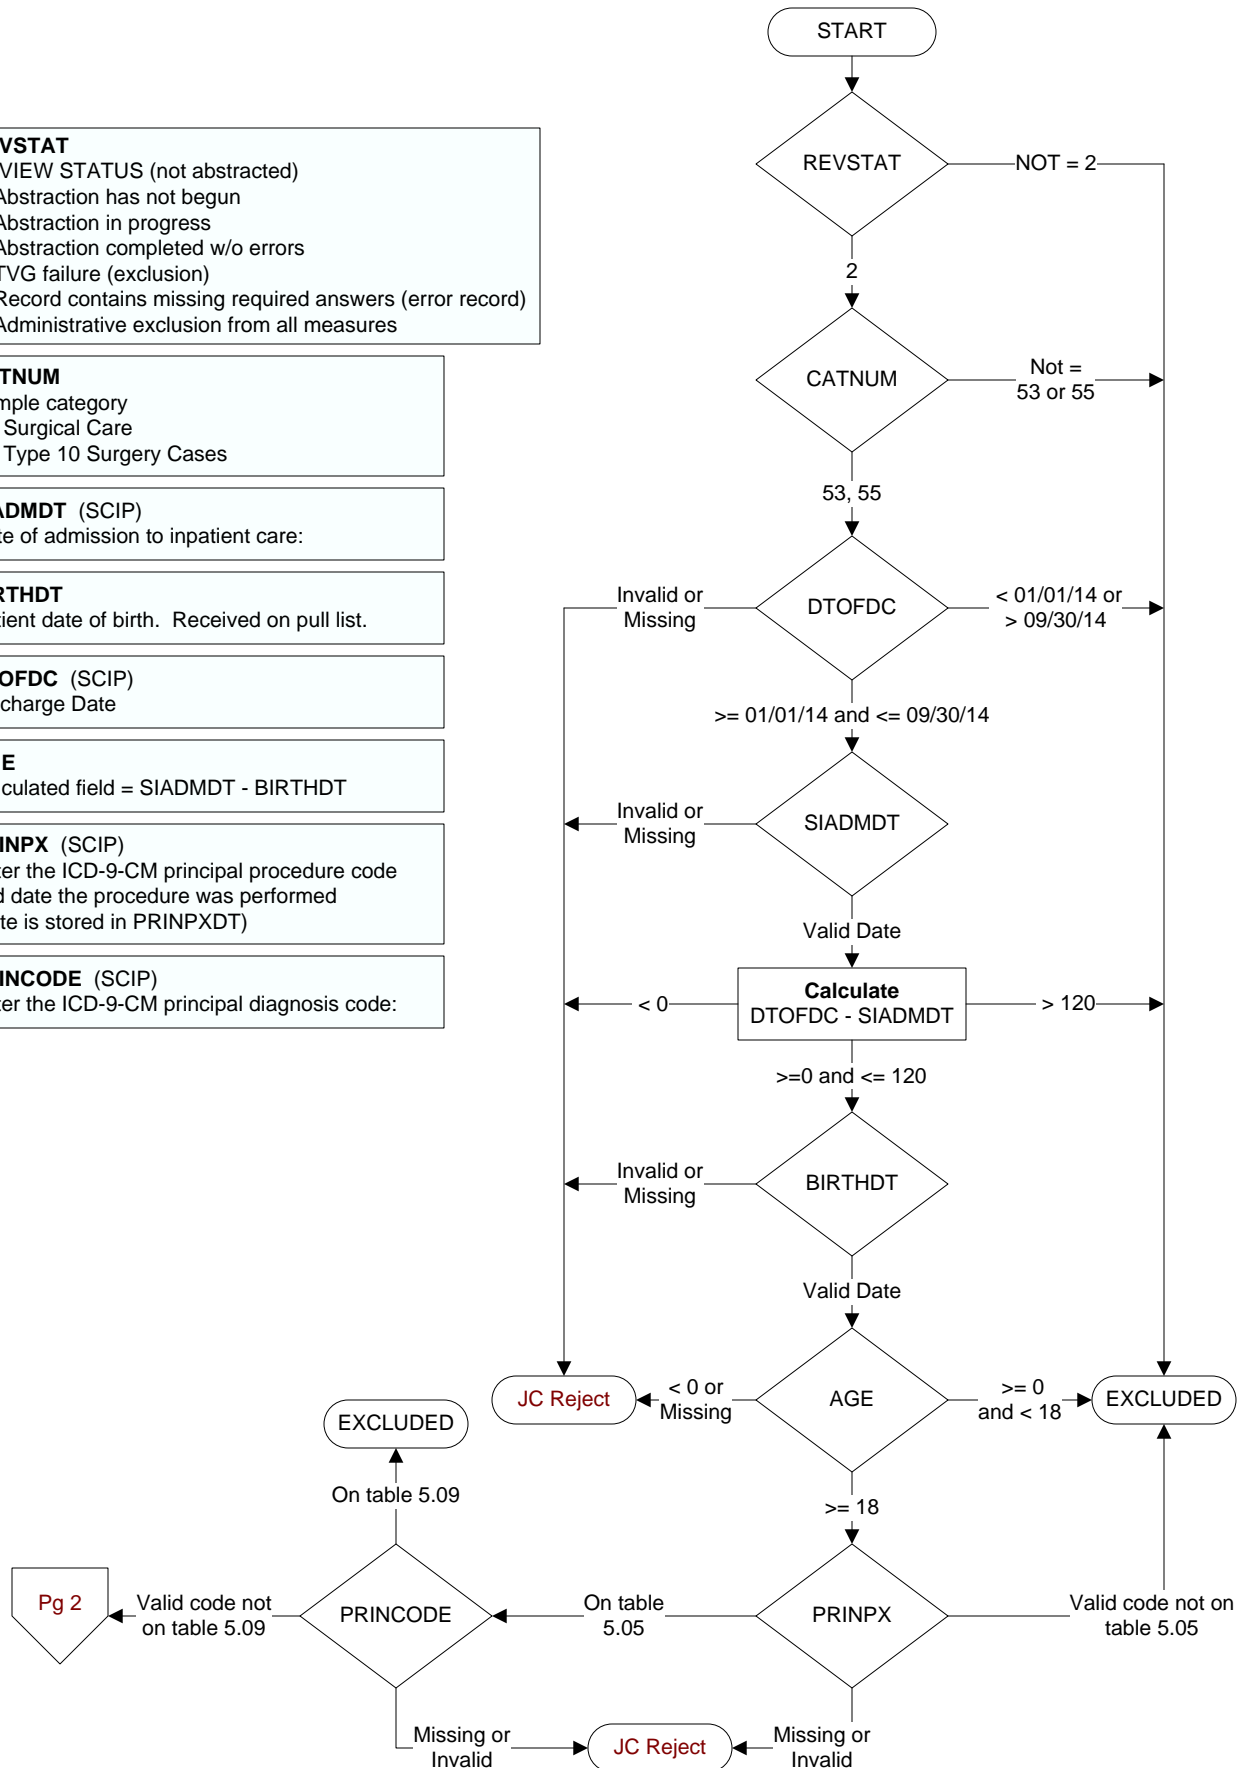 START
REVSTAT
NOT = 2
2
CATNUM
Not =
53 or 55
53, 55
DTOFDC
Invalid or
Missing
< 01/01/14 or
> 09/30/14
>= 01/01/14 and <= 09/30/14
SIADMDT
Invalid or
Missing
Valid Date
Calculate
DTOFDC - SIADMDT
< 0
> 120
>=0 and <= 120
BIRTHDT
Invalid or
Missing
Valid Date
AGE
< 0 or
Missing
JC Reject
>= 0
and < 18
EXCLUDED
>= 18
PRINPX
Valid code not on
table 5.05
On table
5.05
Missing or
Invalid
JC Reject
PRINCODE
On table 5.09
EXCLUDED
Valid code not
on table 5.09
Pg 2
Missing or
Invalid
VSTAT
VIEW STATUS (not abstracted)
Abstraction has not begun
Abstraction in progress
Abstraction completed w/o errors
TVG failure (exclusion)
Record contains missing required answers (error record)
Administrative exclusion from all measures
TNUM
mple category
Surgical Care
Type 10 Surgery Cases
ADMDT (SCIP)
te of admission to inpatient care:
RTHDT
tient date of birth. Received on pull list.
OFDC (SCIP)
charge Date
E
culated field = SIADMDT - BIRTHDT
INPX (SCIP)
ter the ICD-9-CM principal procedure code
d date the procedure was performed
te is stored in PRINPXDT)
INCODE (SCIP)
ter the ICD-9-CM principal diagnosis code: